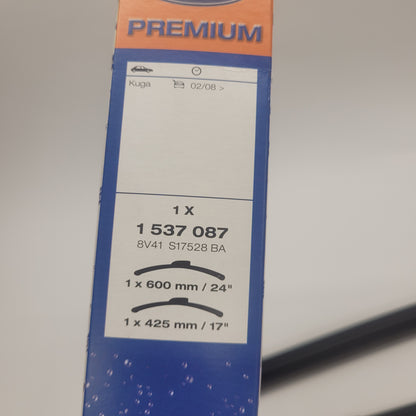 PREMIUM
Kuga 02/08 >
1 X
1 537 087
8V41 S17528 BA
1 x 600 mm / 24"
1 x 425 mm / 17"